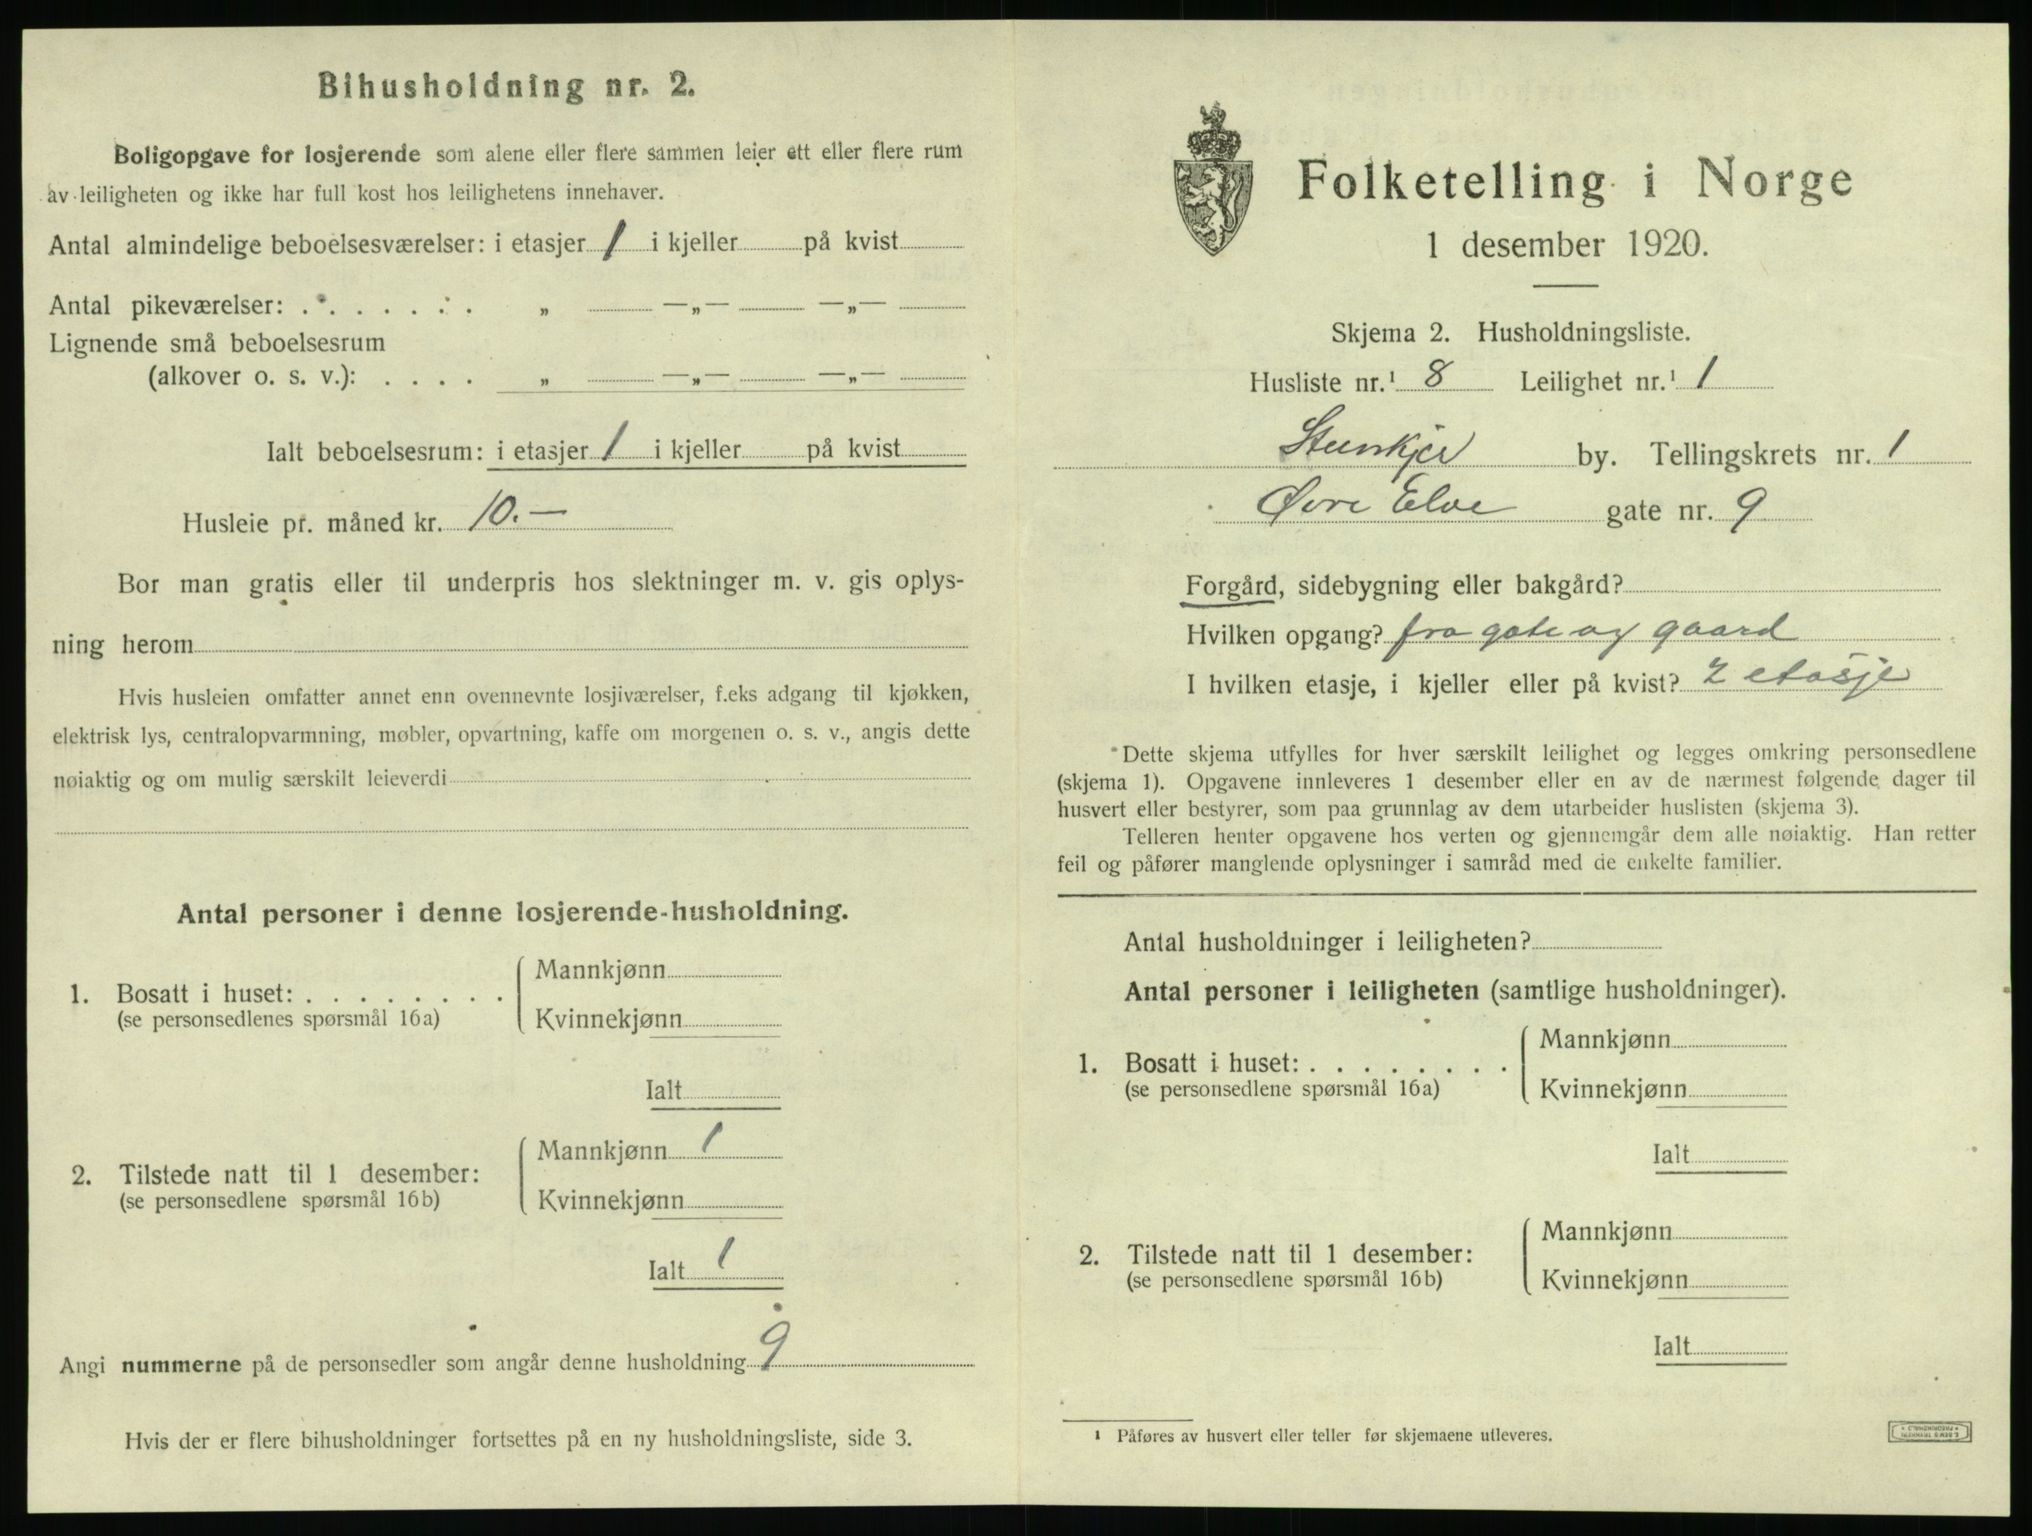 Bihusholdning nr. 2.
Boligopgave for losjerende som alene eller flere sammen leier ett eller flere rum
av leiligheten og ikke har full kost hos leilighetens innehaver.
Antal almindelige beboelsesværelser: i etasjer 1 i kjeller på kvist
Antal pikeværelser: . . . . . . . „ —„— —„—
Lignende små beboelsesrum
(alkover o. s. v.): . . . . „ —„— —„—
Ialt beboelsesrum: i etasjer 1 i kjeller på kvist
Husleie pr. måned kr. 10.—
Bor man gratis eller til underpris hos slektninger m. v. gis oplys-
ning herom
Hvis husleien omfatter annet enn ovennevnte losjiværelser, f.eks adgang til kjøkken,
elektrisk lys, centralopvarmning, møbler, opvartning, kaffe om morgenen o. s. v., angis dette
nøiaktig og om mulig særskilt leieverdi
Antal personer i denne losjerende-husholdning.
1. Bosatt i huset: . . . . . . . . Mannkjønn
(se personsedlenes spørsmål 16a) Kvinnekjønn
Ialt
2. Tilstede natt til 1 desember: Mannkjønn 1
(se personsedlene spørsmål 16b) Kvinnekjønn
Ialt 1
Angi nummerne på de personsedler som angår denne husholdning 9
Hvis der er flere bihusholdninger fortsettes på en ny husholdningsliste, side 3.
Folketelling i Norge
1 desember 1920.
Skjema 2. Husholdningsliste.
Husliste nr.¹ 8 Leilighet nr.¹ 1
Steinkjer by. Tellingskrets nr. 1
Øvre Elve gate nr. 9
Forgård, sidebygning eller bakgård?
Hvilken opgang? fra gate og gaard
I hvilken etasje, i kjeller eller på kvist? 2 etasje
Dette skjema utfylles for hver særskilt leilighet og legges omkring personsedlene
(skjema 1). Opgavene innleveres 1 desember eller en av de nærmest følgende dager til
husvert eller bestyrer, som paa grunnlag av dem utarbeider huslisten (skjema 3).
Telleren henter opgavene hos verten og gjennemgår dem alle nøiaktig. Han retter
feil og påfører manglende oplysninger i samråd med de enkelte familier.
Antal husholdninger i leiligheten?
Antal personer i leiligheten (samtlige husholdninger).
1. Bosatt i huset: . . . . . . . . Mannkjønn
(se personsedlene spørsmål 16a) Kvinnekjønn
Ialt
2. Tilstede natt til 1 desember: Mannkjønn
(se personsedlene spørsmål 16b) Kvinnekjønn
Ialt
¹ Påføres av husvert eller teller før skjemaene utleveres.